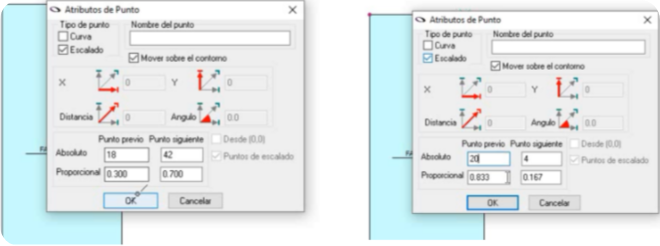 Atributos de Punto
Tipo de punto Nombre del punto
Curva
Escalado
Mover sobre el contorno
X 0 Y 0
Distancia 0 Angulo 0.0
Punto previo Punto siguiente Desde (0,0)
Absoluto 18 42 Puntos de escalado
Proporcional 0.300 0.700
OK Cancelar
Atributos de Punto
Tipo de punto Nombre del punto
Curva
Escalado
Mover sobre el contorno
X 0 Y 0
Distancia 0 Angulo 0.0
Punto previo Punto siguiente Desde (0,0)
Absoluto 20 4 Puntos de escalado
Proporcional 0.833 0.167
OK Cancelar